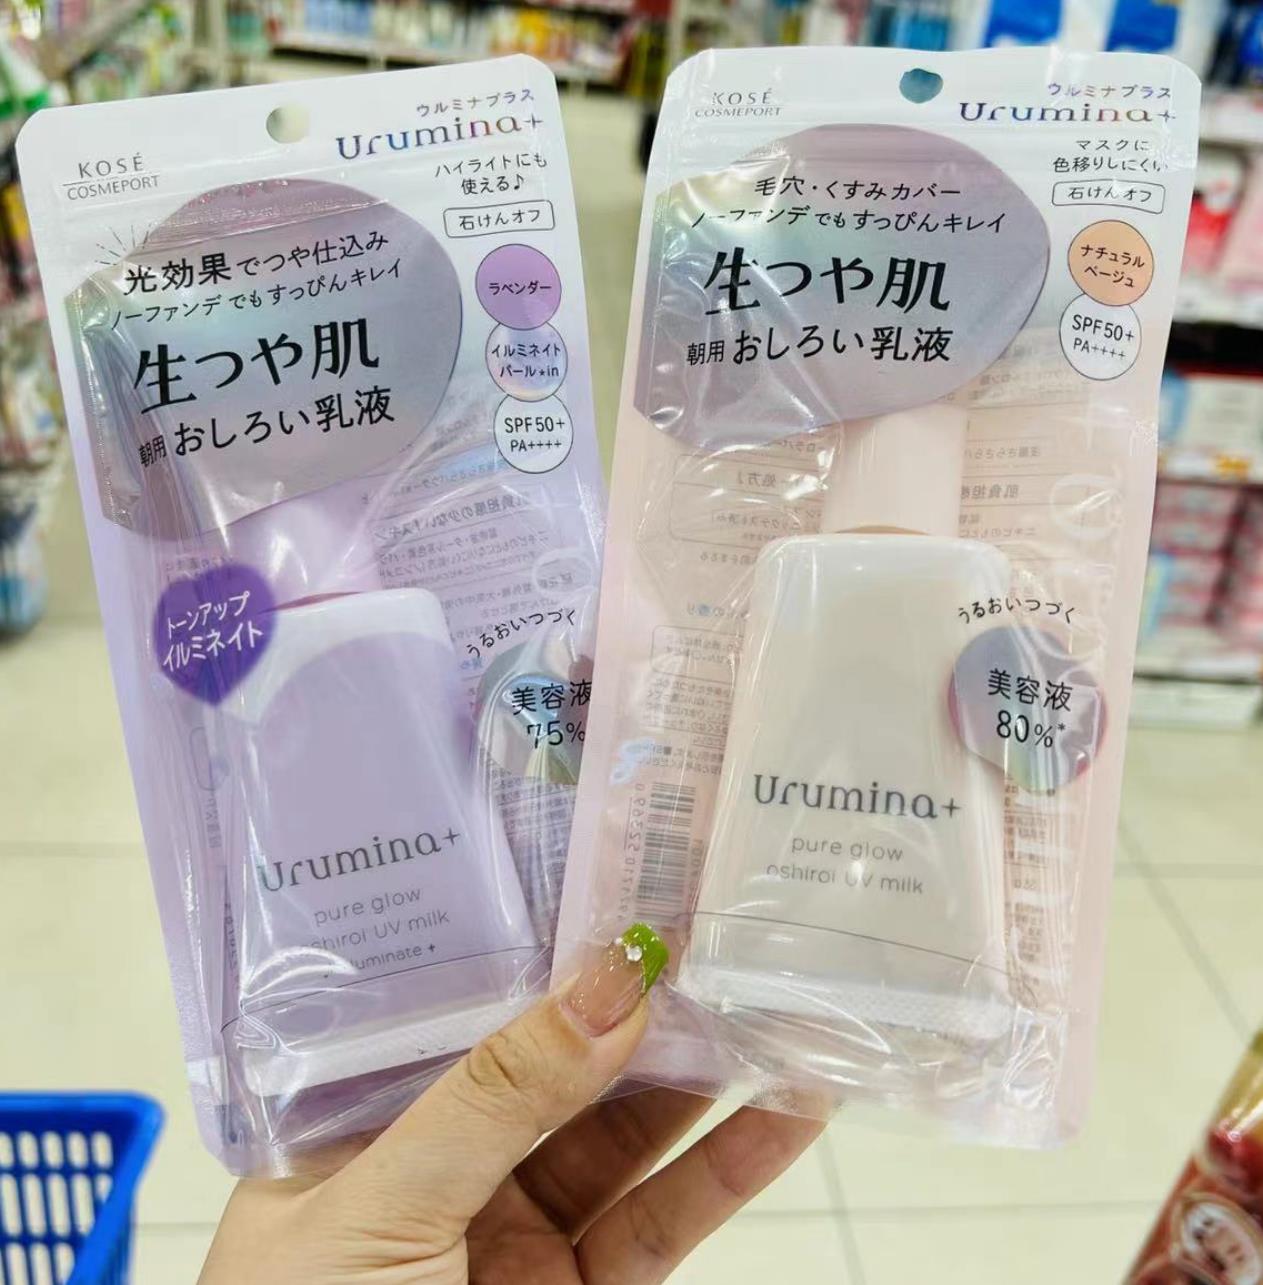 KOSÉ
COSMEPORT
ウルミナプラス
Urumina+
ハイライトにも
使える♪
石けんオフ
光効果でつや仕込み
ノーファンデでもすっぴんキレイ
生つや肌
朝用 おしろい乳液
ラベンダー
イルミネイト
パール*in
SPF50+
PA++++
トーンアップ
イルミネイト
うるおいつづく
美容液
75%
Urumina+
pure glow
oshiroi UV milk
illuminate +
KOSÉ
COSMEPORT
ウルミナプラス
Urumina+
マスクに
色移りしにくい
石けんオフ
毛穴・くすみカバー
ノーファンデでもすっぴんキレイ
生つや肌
朝用 おしろい乳液
ナチュラル
ベージュ
SPF50+
PA++++
うるおいつづく
美容液
80%*
Urumina+
pure glow
oshiroi UV milk